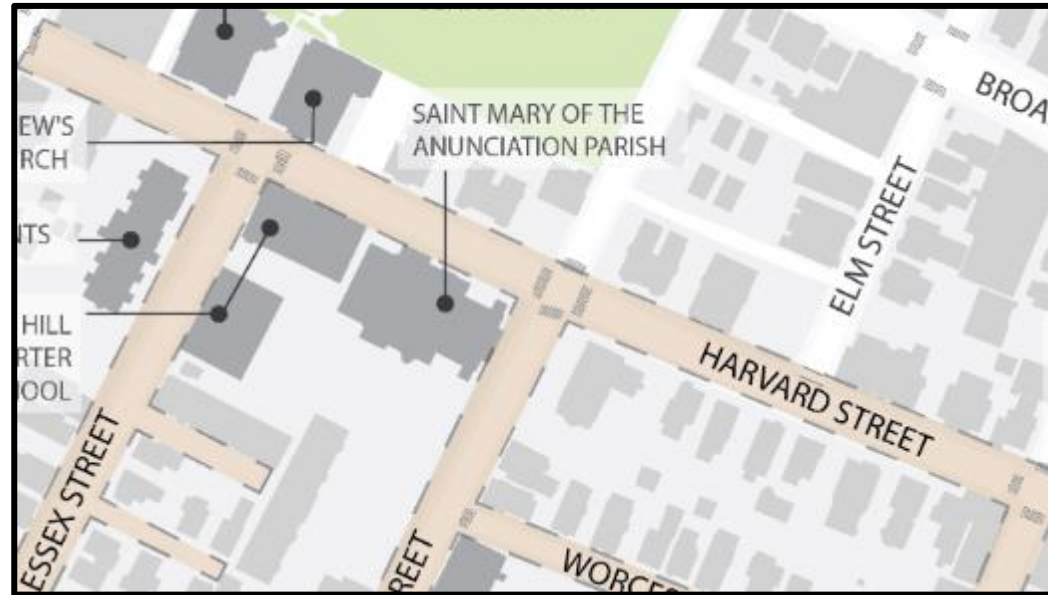 EW'S
RCH
SAINT MARY OF THE
ANUNCIATION PARISH
BROA
NTS
ELM STREET
HILL
RTER
OOL
HARVARD STREET
ESSEX STREET
REET
WORCES